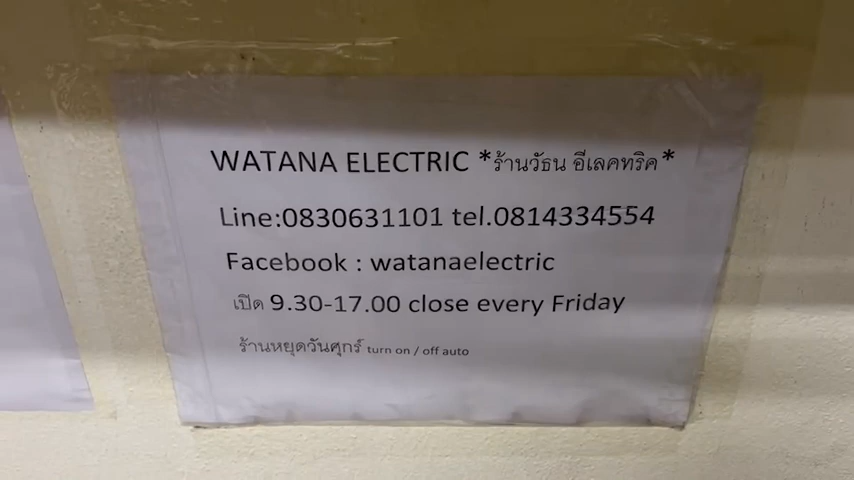 WATANA ELECTRIC *ร้านวัธน อีเลคทริค*
Line:0830631101 tel.0814334554
Facebook : watanaelectric
เปิด 9.30-17.00 close every Friday
ร้านหยุดวันศุกร์ turn on / off auto